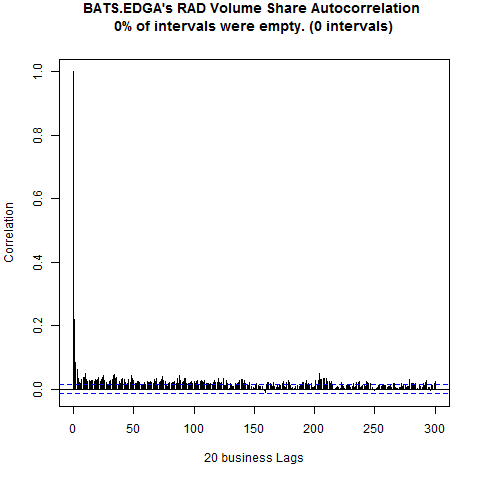 BATS.EDGA's RAD Volume Share Autocorrelation
0% of intervals were empty. (0 intervals)
1.0
0.8
0.6
0.4
0.2
0.0
Correlation
0 50 100 150 200 250 300
20 business Lags